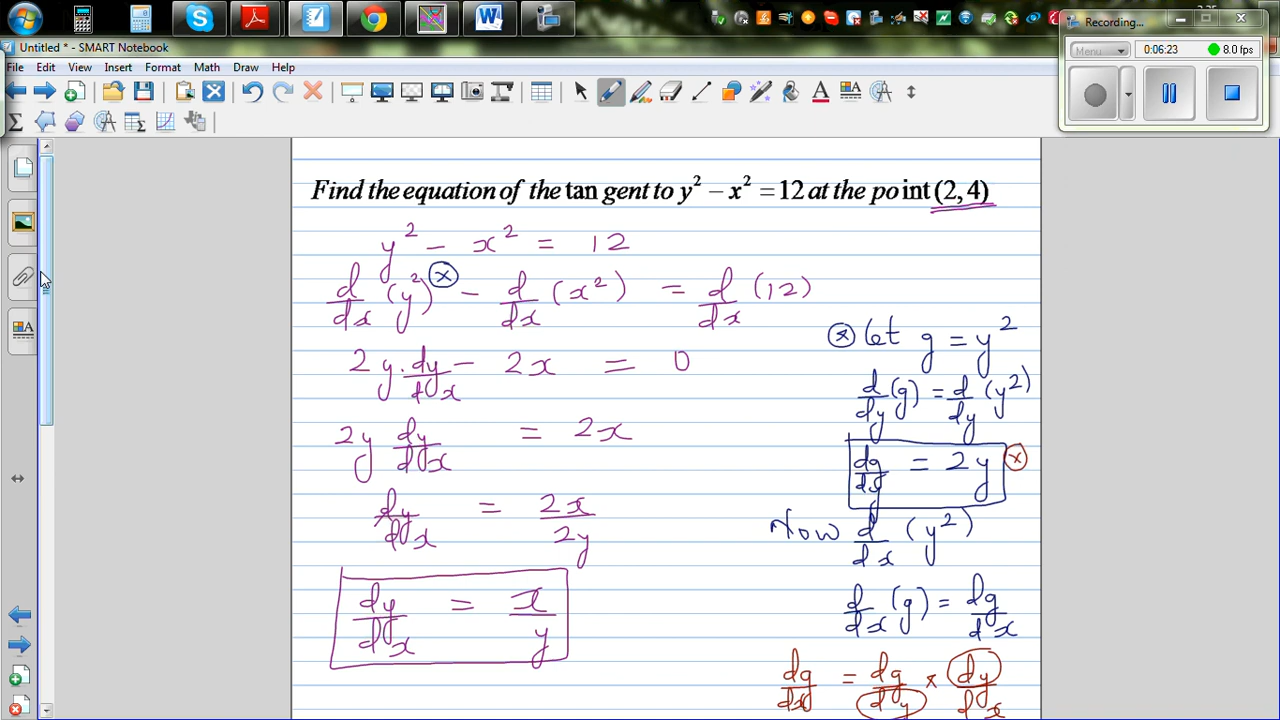 Recording...
Menu
0:06:23
8.0 fps
Untitled * - SMART Notebook
File Edit View Insert Format Math Draw Help
Find the equation of the tan gent to y² − x² = 12 at the po int (2, 4)
y² − x² = 12
d/dx (y²) ⓧ − d/dx (x²) = d/dx (12)
2y . dy/dx − 2x = 0
2y dy/dx = 2x
dy/dx = 2x/2y
dy/dx = x/y
ⓧ let g = y²
d/dy (g) = d/dy (y²)
dg/dy = 2y ⓧ
Now d/dx (y²)
d/dx (g) = dg/dx
dg/dx = dg/dy × dy/dx